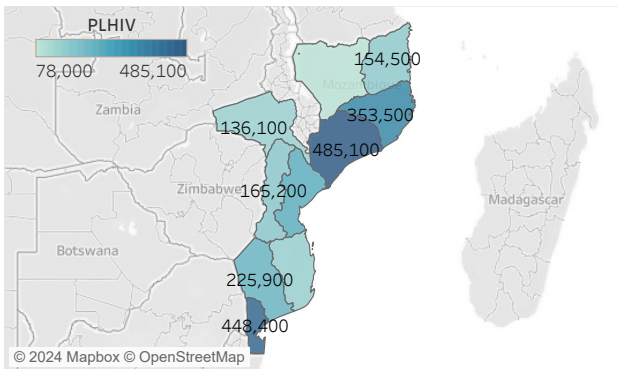 PLHIV
78,000 485,100
154,500
Mozambique
Zambia
353,500
136,100
485,100
Zimbabwe
165,200
Madagascar
Botswana
225,900
448,400
© 2024 Mapbox © OpenStreetMap